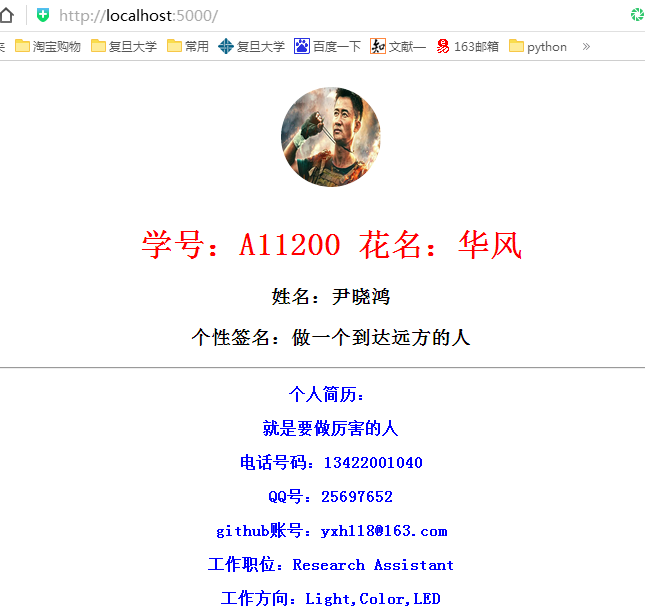 http://localhost:5000/
淘宝购物 复旦大学 常用 复旦大学 百度一下 知 文献— 易 163邮箱 python »
学号：A11200 花名：华风
姓名：尹晓鸿
个性签名：做一个到达远方的人
个人简历：
就是要做厉害的人
电话号码：13422001040
QQ号：25697652
github账号：yxh118@163.com
工作职位：Research Assistant
工作方向：Light,Color,LED